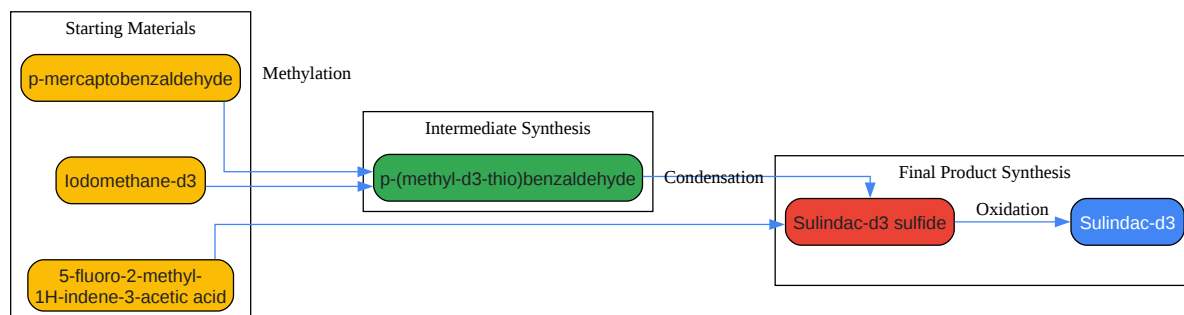 Starting Materials
p-mercaptobenzaldehyde
Methylation
Iodomethane-d3
5-fluoro-2-methyl-
1H-indene-3-acetic acid
Intermediate Synthesis
p-(methyl-d3-thio)benzaldehyde
Condensation
Final Product Synthesis
Sulindac-d3 sulfide
Oxidation
Sulindac-d3